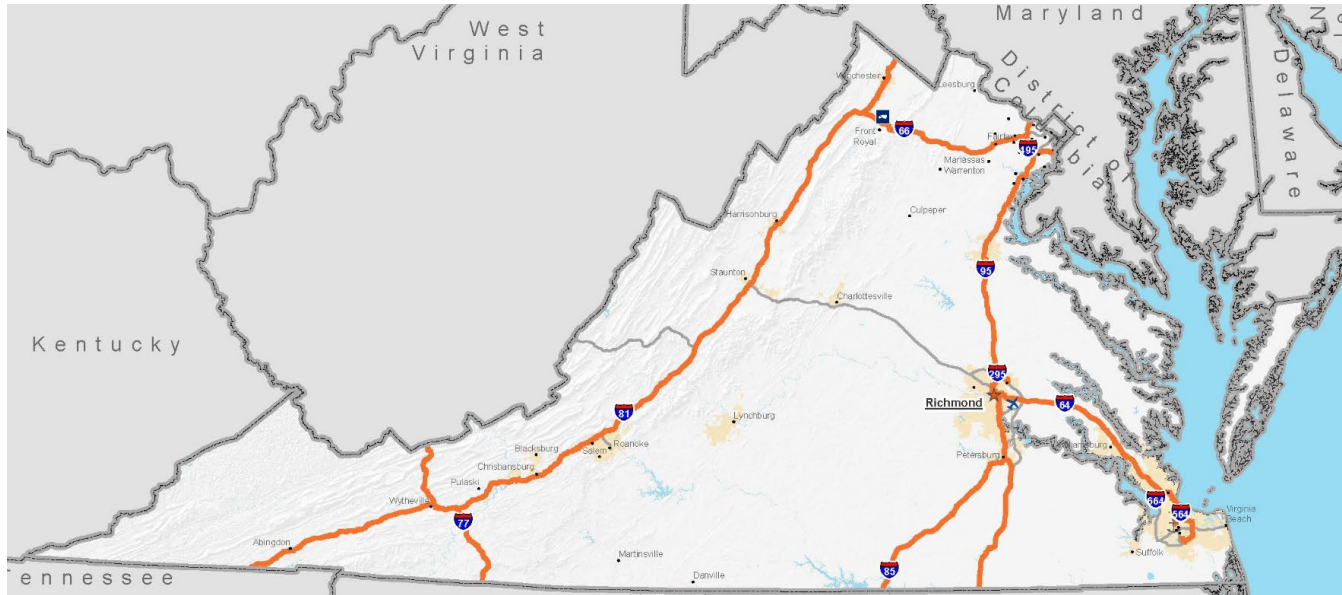 Maryland
West
Virginia
District of
Columbia
Delaware
Winchester
Leesburg
Front
Royal
66
Fairfax
495
Manassas
Warrenton
Harrisonburg
Culpeper
Staunton
95
Charlottesville
Kentucky
295
Richmond
64
81
Lynchburg
Blacksburg
Roanoke
Salem
Christiansburg
Petersburg
Pulaski
Wytheville
664
564
Virginia
Beach
77
Abingdon
Suffolk
Martinsville
85
Danville
ennessee